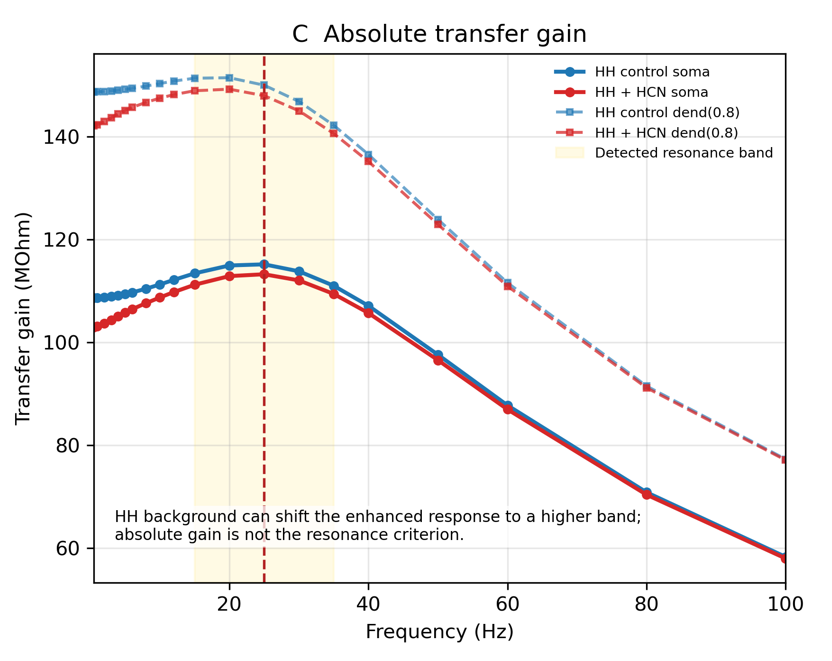 C  Absolute transfer gain
HH control soma
HH + HCN soma
HH control dend(0.8)
HH + HCN dend(0.8)
Detected resonance band
Transfer gain (MOhm)
140
120
100
80
60
HH background can shift the enhanced response to a higher band;
absolute gain is not the resonance criterion.
20 40 60 80 100
Frequency (Hz)